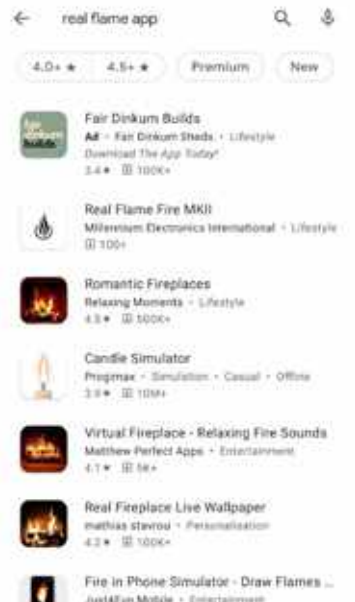 real flame app
4.0+ ★
4.5+ ★
Premium
New
Fair Dinkum Builds
Ad • Fair Dinkum Sheds • Lifestyle
Download The App Today!
3.4★ 100K+
Real Flame Fire MKII
Millennium Electronics International • Lifestyle
100+
Romantic Fireplaces
Relaxing Moments • Lifestyle
4.5★ 500K+
Candle Simulator
Progimax • Simulation • Casual • Offline
3.9★ 10M+
Virtual Fireplace - Relaxing Fire Sounds
Matthew Perfect Apps • Entertainment
4.1★ 5K+
Real Fireplace Live Wallpaper
mathias stavrou • Personalisation
4.2★ 100K+
Fire in Phone Simulator - Draw Flames ...
Just4Fun Mobile • Entertainment